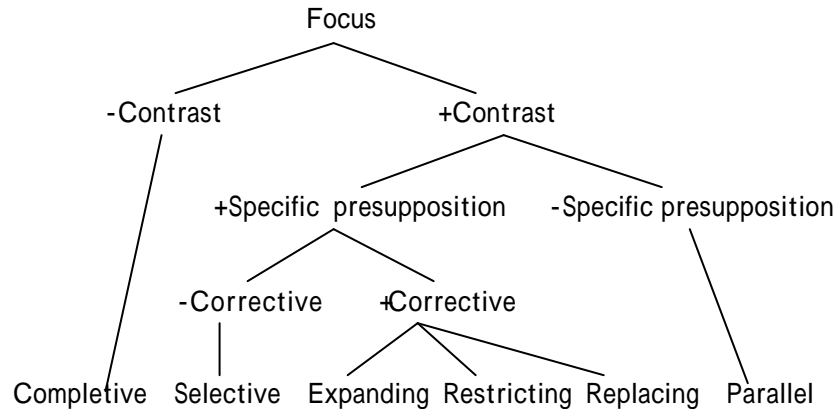 Focus
-Contrast +Contrast
+Specific presupposition -Specific presupposition
-Corrective +Corrective
Completive Selective Expanding Restricting Replacing Parallel